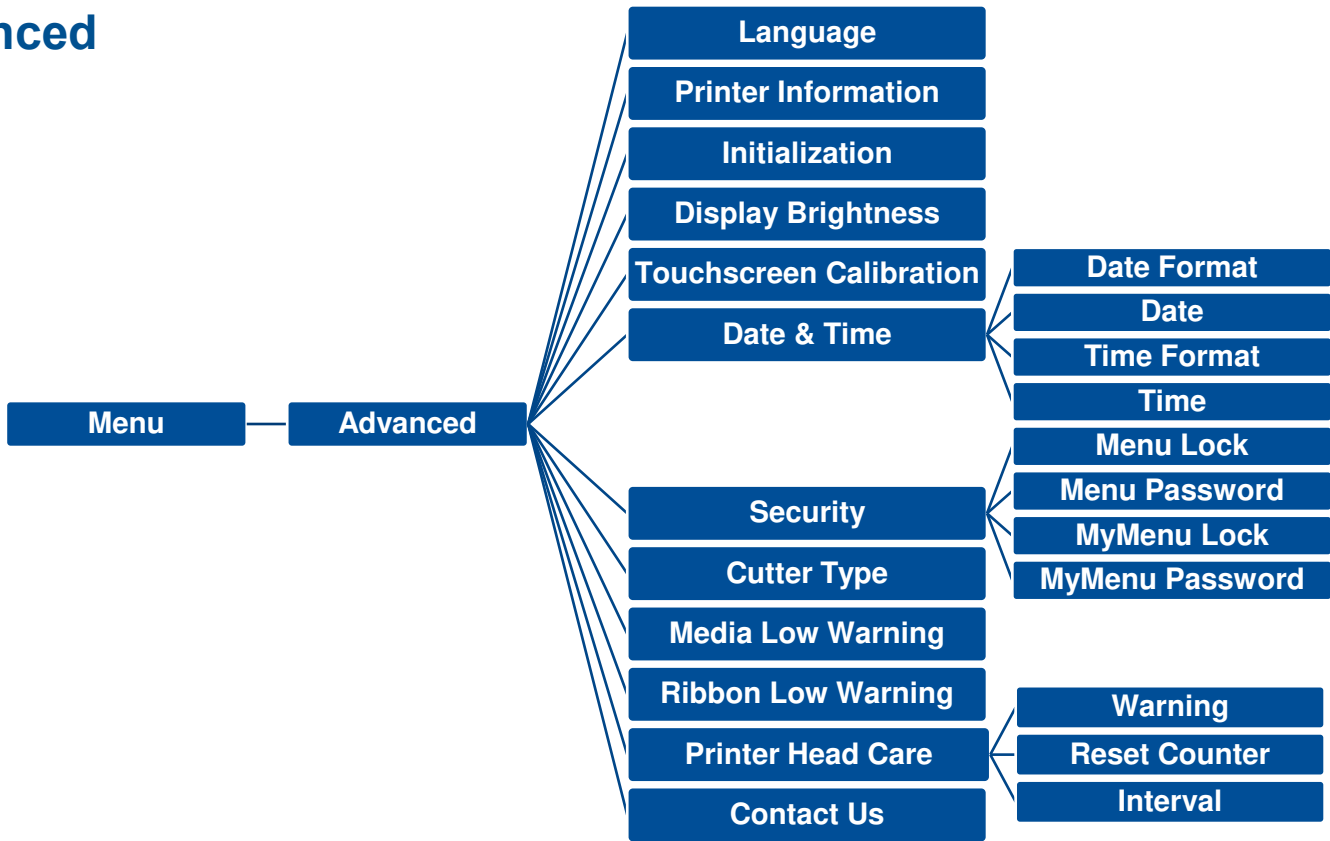 nced
Language
Printer Information
Initialization
Display Brightness
Touchscreen Calibration
Date & Time
Date Format
Date
Time Format
Time
Menu
Advanced
Security
Menu Lock
Menu Password
MyMenu Lock
MyMenu Password
Cutter Type
Media Low Warning
Ribbon Low Warning
Printer Head Care
Warning
Reset Counter
Interval
Contact Us